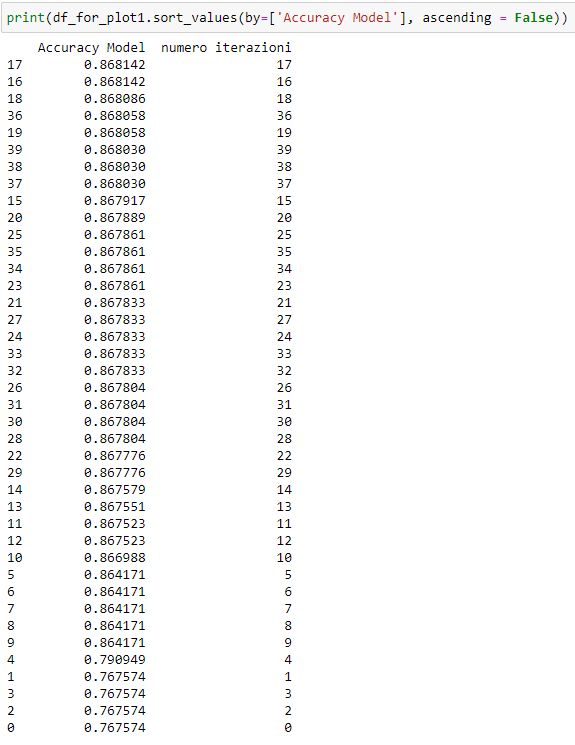 print(df_for_plot1.sort_values(by=['Accuracy Model'], ascending = False))
Accuracy Model numero iterazioni
17 0.868142 17
16 0.868142 16
18 0.868086 18
36 0.868058 36
19 0.868058 19
39 0.868030 39
38 0.868030 38
37 0.868030 37
15 0.867917 15
20 0.867889 20
25 0.867861 25
35 0.867861 35
34 0.867861 34
23 0.867861 23
21 0.867833 21
27 0.867833 27
24 0.867833 24
33 0.867833 33
32 0.867833 32
26 0.867804 26
31 0.867804 31
30 0.867804 30
28 0.867804 28
22 0.867776 22
29 0.867776 29
14 0.867579 14
13 0.867551 13
11 0.867523 11
12 0.867523 12
10 0.866988 10
5 0.864171 5
6 0.864171 6
7 0.864171 7
8 0.864171 8
9 0.864171 9
4 0.790949 4
1 0.767574 1
3 0.767574 3
2 0.767574 2
0 0.767574 0